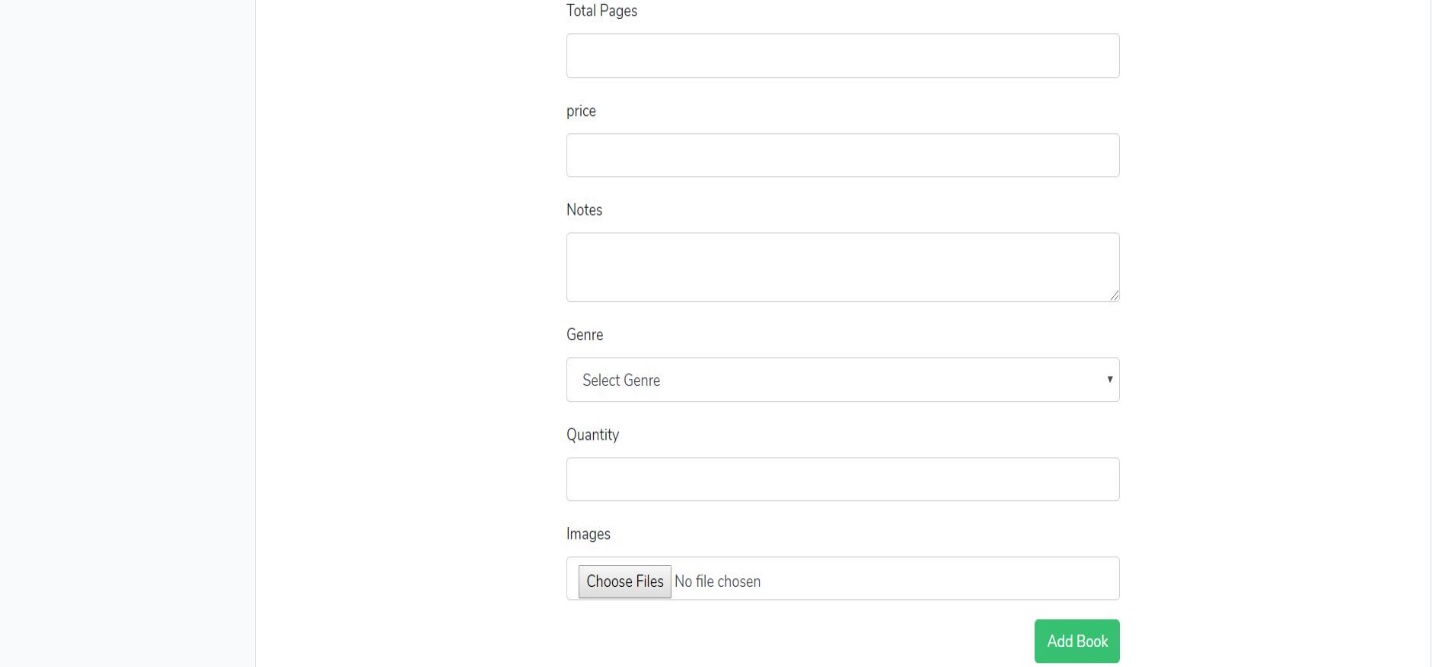 Total Pages
price
Notes
Genre
Select Genre
Quantity
Images
Choose Files No file chosen
Add Book